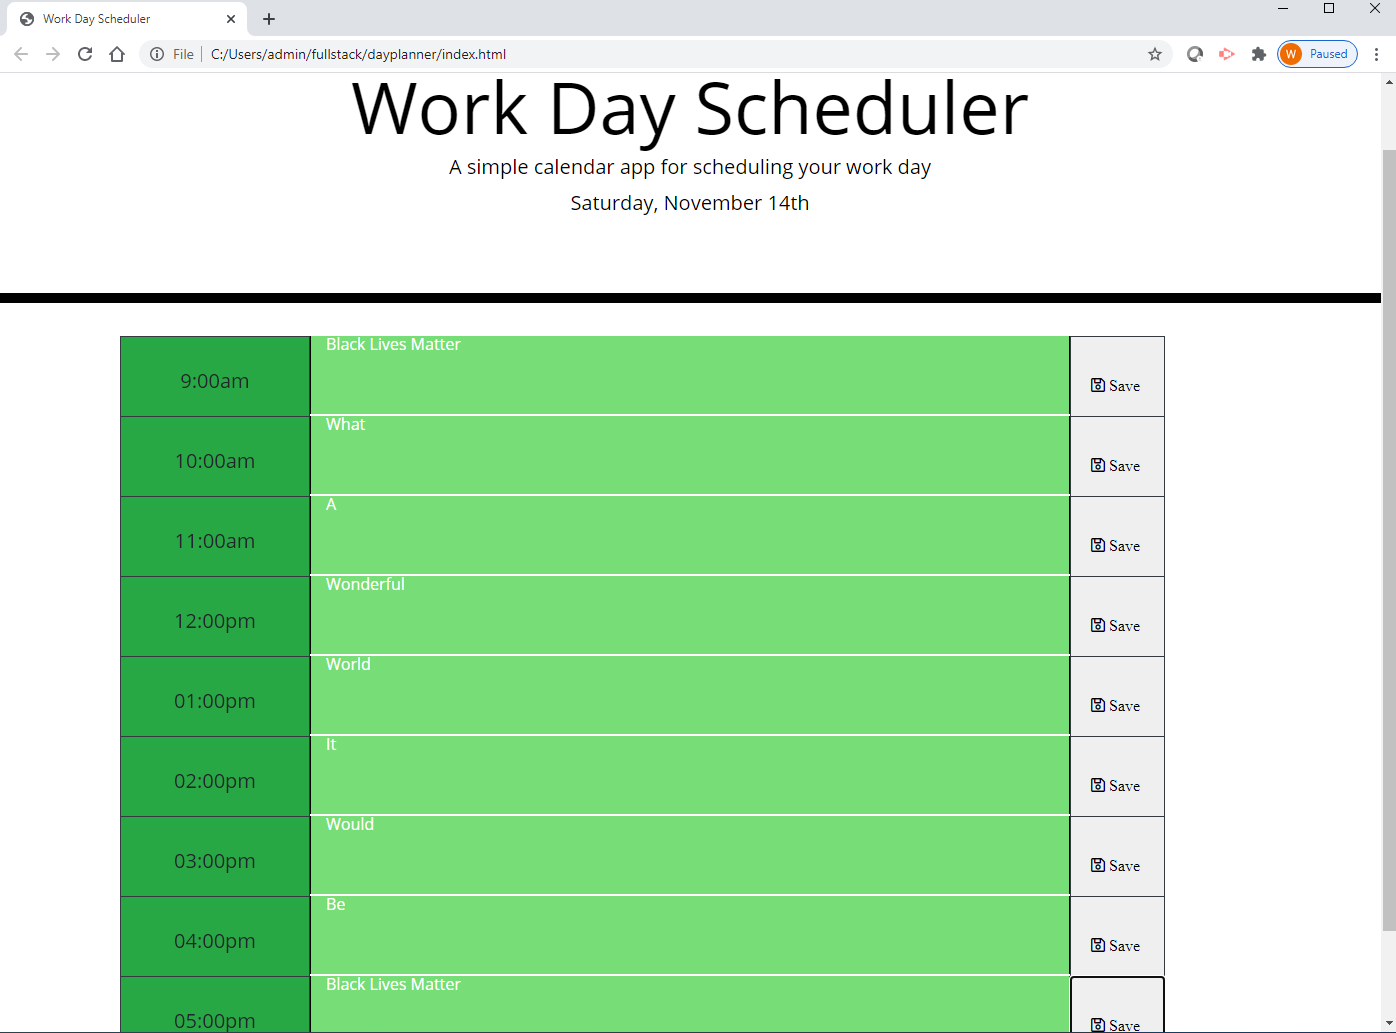 Work Day Scheduler
File C:/Users/admin/fullstack/dayplanner/index.html
W Paused
Work Day Scheduler
A simple calendar app for scheduling your work day
Saturday, November 14th
9:00am Black Lives Matter Save
10:00am What Save
11:00am A Save
12:00pm Wonderful Save
01:00pm World Save
02:00pm It Save
03:00pm Would Save
04:00pm Be Save
05:00pm Black Lives Matter Save